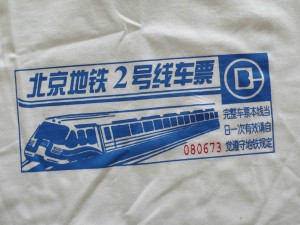 北京地铁2号线车票
完整车票本线当
日一次有效请自
觉遵守地铁规定
080673